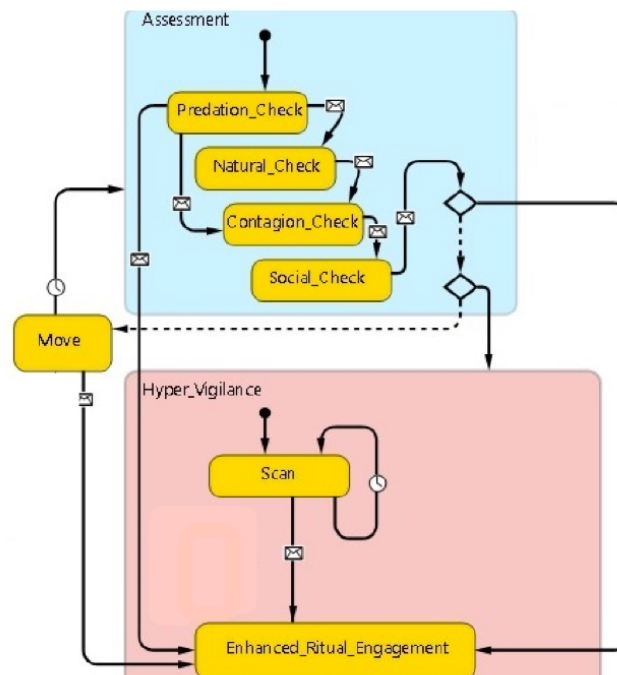 Assessment
Predation_Check
Natural_Check
Contagion_Check
Social_Check
Move
Hyper_Vigilance
Scan
Enhanced_Ritual_Engagement